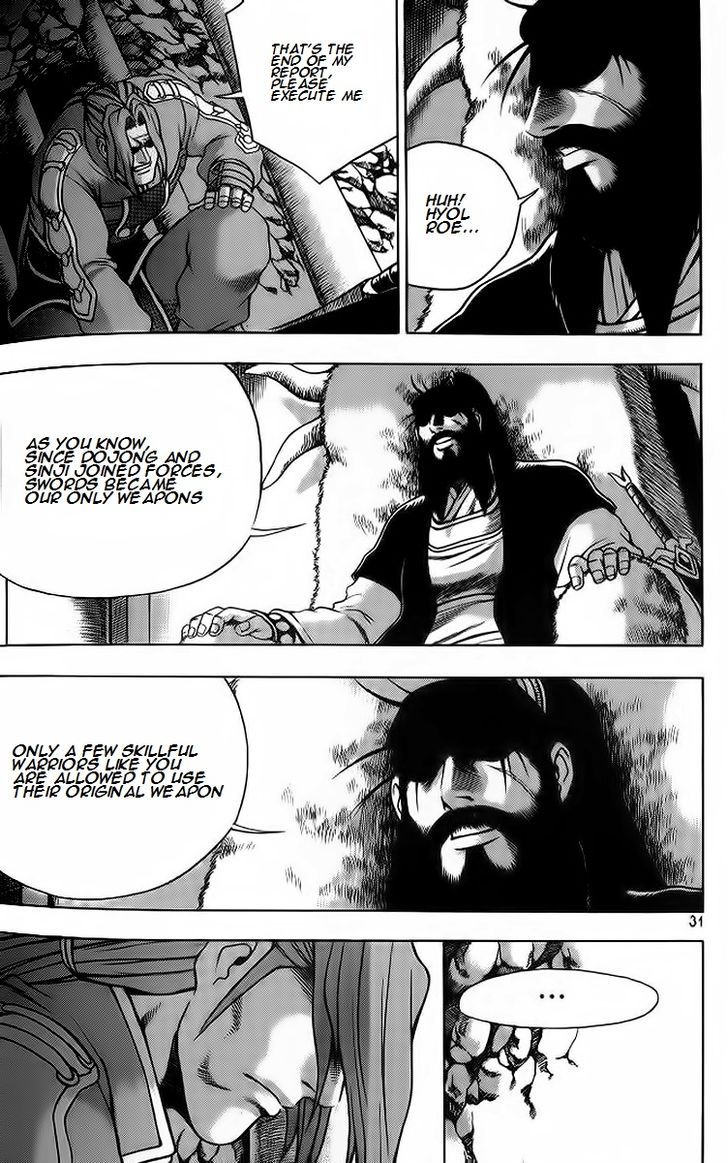 THAT'S THE
END OF MY
REPORT,
PLEASE
EXECUTE ME
HUH!
HYOL
ROE...
AS YOU KNOW,
SINCE DOJONG AND
SINJI JOINED FORCES,
SWORDS BECAME
OUR ONLY WEAPONS
ONLY A FEW SKILLFUL
WARRIORS LIKE YOU
ARE ALLOWED TO USE
THEIR ORIGINAL WEAPON
31
...